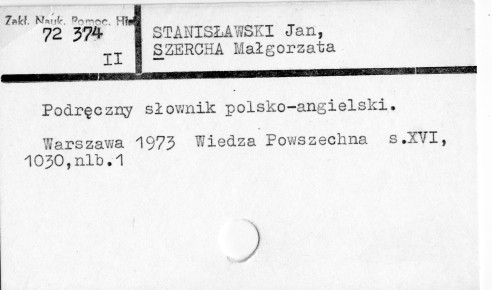 Zakł. Nauk. Pomoc. Hist
72 374
II
STANISŁAWSKI Jan,
SZERCHA Małgorzata
Podręczny słownik polsko-angielski.
Warszawa 1973 Wiedza Powszechna s.XVI,
1030,nlb.1